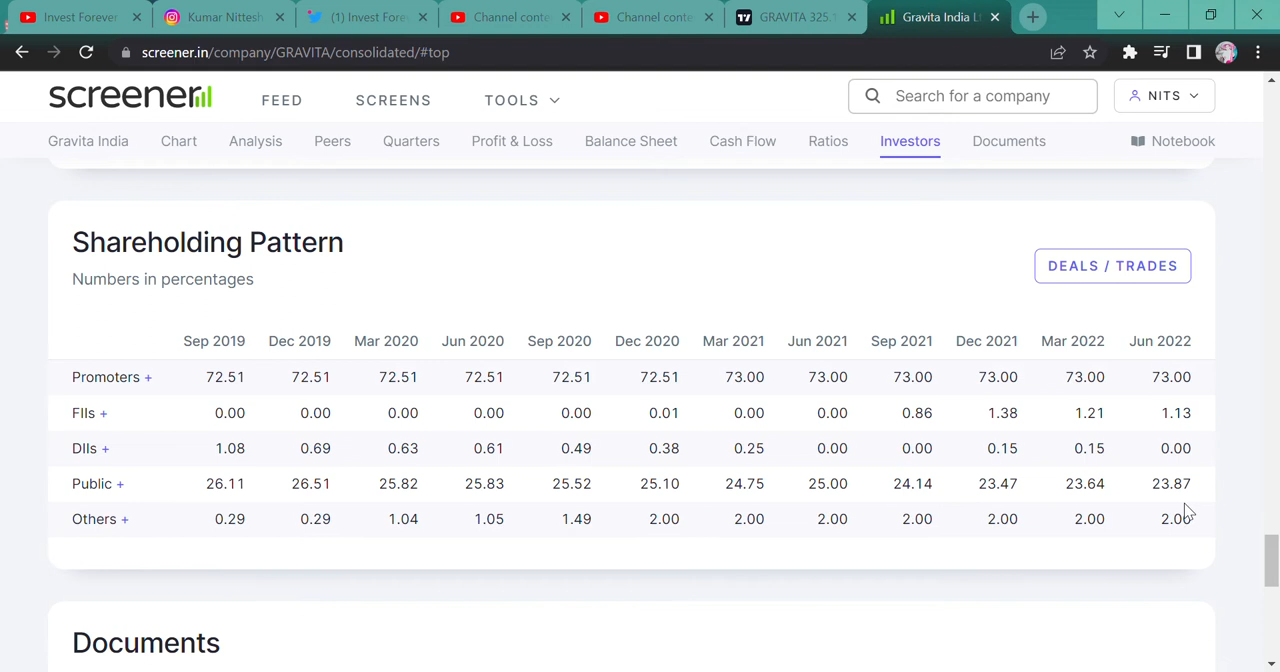 Invest Forever
Kumar Nittesh
(1) Invest Fore
Channel conte
Channel conte
GRAVITA 325.1
Gravita India L
screener.in/company/GRAVITA/consolidated/#top
screener
FEED
SCREENS
TOOLS
Search for a company
NITS
Gravita India
Chart
Analysis
Peers
Quarters
Profit & Loss
Balance Sheet
Cash Flow
Ratios
Investors
Documents
Notebook
Shareholding Pattern
Numbers in percentages
DEALS / TRADES
Sep 2019 Dec 2019 Mar 2020 Jun 2020 Sep 2020 Dec 2020 Mar 2021 Jun 2021 Sep 2021 Dec 2021 Mar 2022 Jun 2022
Promoters + 72.51 72.51 72.51 72.51 72.51 72.51 73.00 73.00 73.00 73.00 73.00 73.00
FIIs + 0.00 0.00 0.00 0.00 0.00 0.01 0.00 0.00 0.86 1.38 1.21 1.13
DIIs + 1.08 0.69 0.63 0.61 0.49 0.38 0.25 0.00 0.00 0.15 0.15 0.00
Public + 26.11 26.51 25.82 25.83 25.52 25.10 24.75 25.00 24.14 23.47 23.64 23.87
Others + 0.29 0.29 1.04 1.05 1.49 2.00 2.00 2.00 2.00 2.00 2.00 2.00
Documents